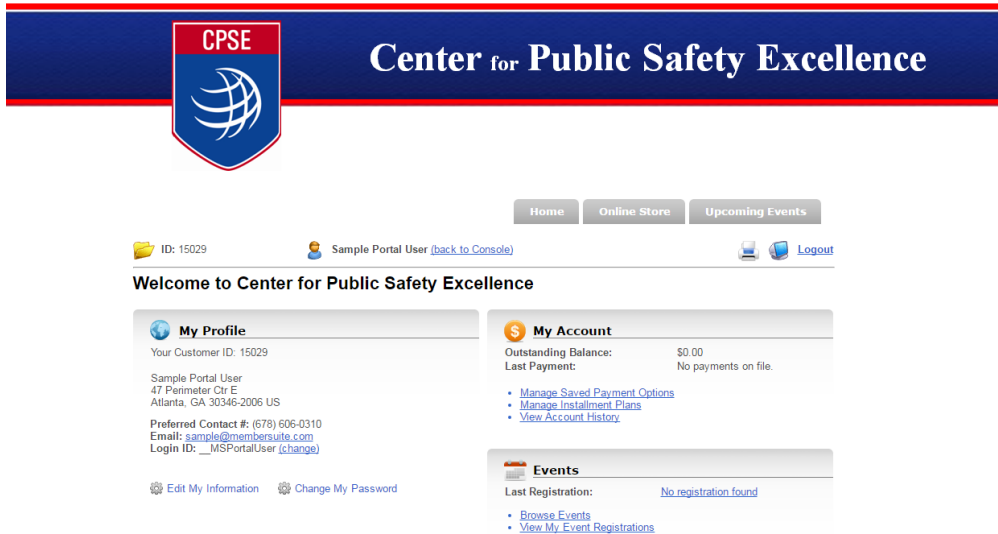 CPSE
Center for Public Safety Excellence
Home
Online Store
Upcoming Events
ID: 15029
Sample Portal User (back to Console)
Logout
Welcome to Center for Public Safety Excellence
My Profile
Your Customer ID: 15029
Sample Portal User
47 Perimeter Ctr E
Atlanta, GA 30346-2006 US
Preferred Contact #: (678) 606-0310
Email: sample@membersuite.com
Login ID: __MSPortalUser (change)
Edit My Information
Change My Password
My Account
Outstanding Balance: $0.00
Last Payment: No payments on file.
Manage Saved Payment Options
Manage Installment Plans
View Account History
Events
Last Registration: No registration found
Browse Events
View My Event Registrations